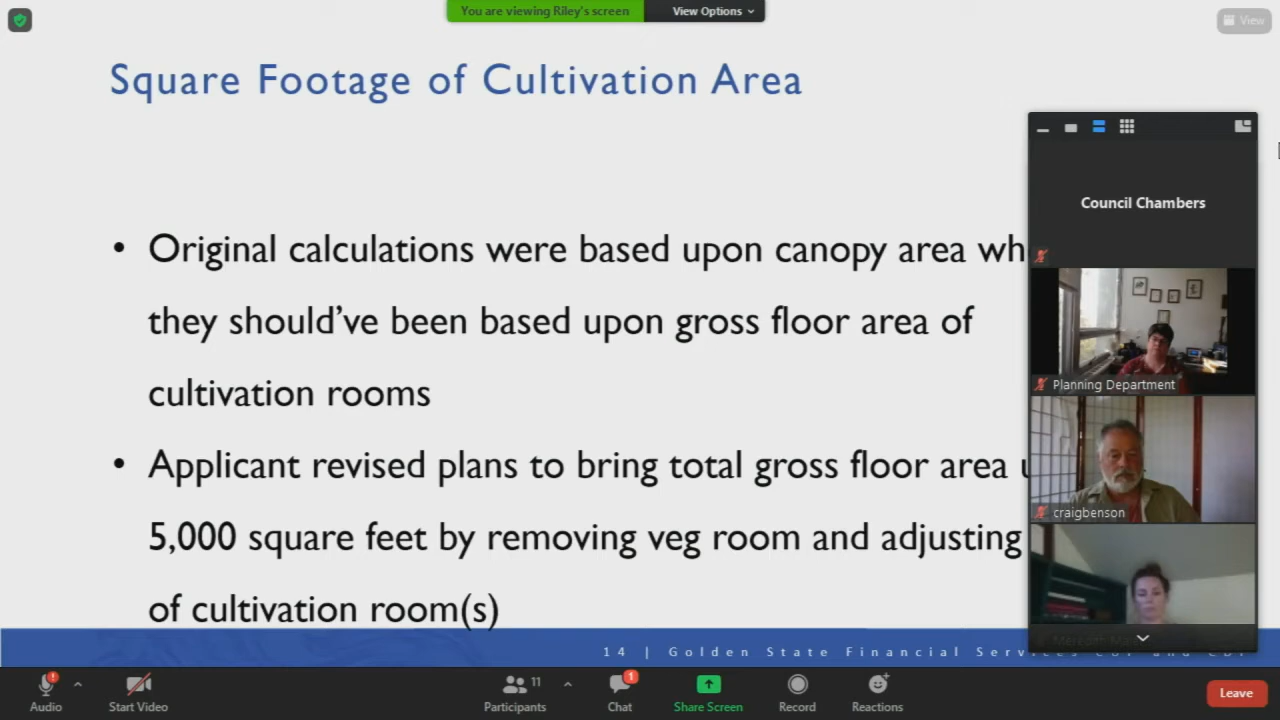 You are viewing Riley's screen
View Options
View
Square Footage of Cultivation Area
Council Chambers
• Original calculations were based upon canopy area
they should've been based upon gross floor area of
cultivation rooms
Planning Department
• Applicant revised plans to bring total gross floor area
5,000 square feet by removing veg room and adjusting
of cultivation room(s)
craigbenson
14 | Golden State Financial
Audio
Start Video
11
Participants
1
Chat
Share Screen
Record
Reactions
Leave